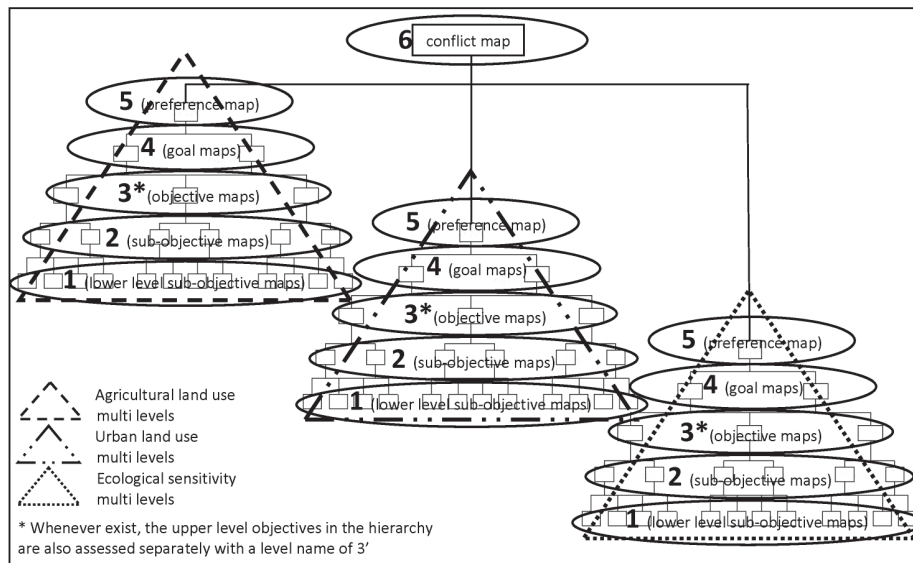 6 conflict map
5 (preference map)
4 (goal maps)
3* (objective maps)
2 (sub-objective maps)
1 (lower level sub-objective maps)
5 (preference map)
4 (goal maps)
3* (objective maps)
2 (sub-objective maps)
1 (lower level sub-objective maps)
5 (preference map)
4 (goal maps)
3* (objective maps)
2 (sub-objective maps)
1 (lower level sub-objective maps)
Agricultural land use
multi levels
Urban land use
multi levels
Ecological sensitivity
multi levels
* Whenever exist, the upper level objectives in the hierarchy
are also assessed separately with a level name of 3’